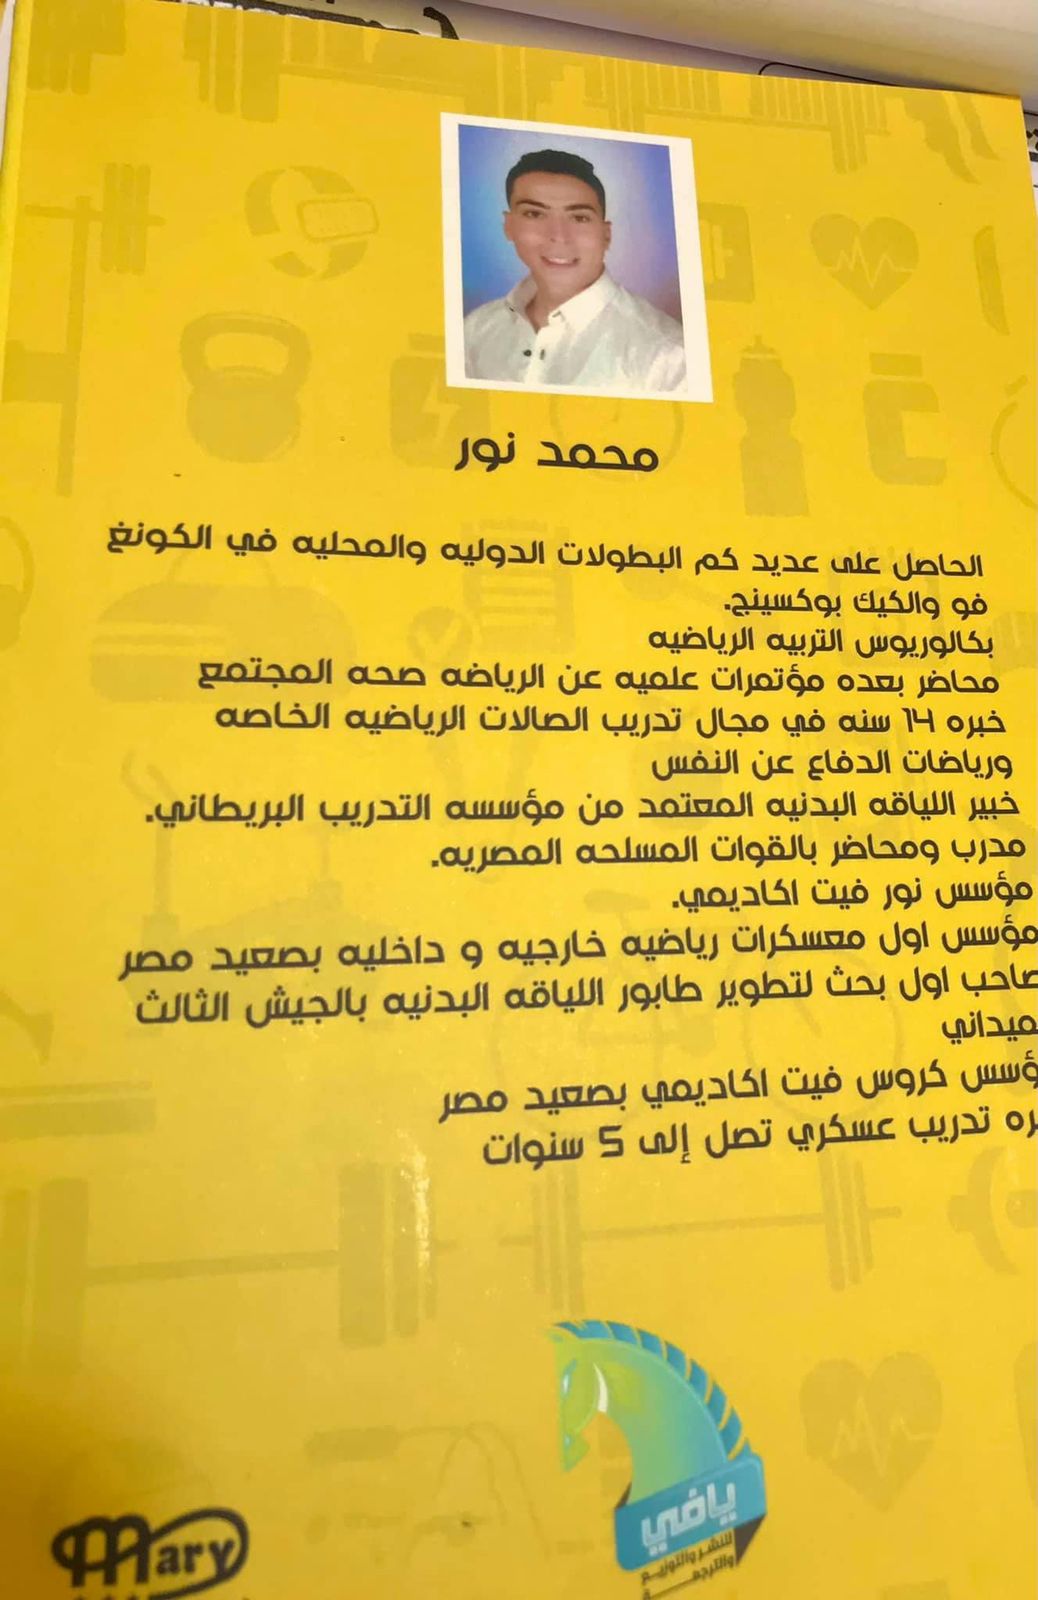 محمد نور
الحاصل على عديد كم البطولات الدوليه والمحليه في الكونغ
فو والكيك بوكسينج.
بكالوريوس التربيه الرياضيه
محاضر بعده مؤتمرات علميه عن الرياضه صحه المجتمع
خبره 14 سنه في مجال تدريب الصالات الرياضيه الخاصه
ورياضات الدفاع عن النفس
خبير اللياقه البدنيه المعتمد من مؤسسه التدريب البريطاني.
مدرب ومحاضر بالقوات المسلحه المصريه.
مؤسس نور فيت اكاديمي.
مؤسس اول معسكرات رياضيه خارجيه و داخليه بصعيد مصر
صاحب اول بحث لتطوير طابور اللياقه البدنيه بالجيش الثالث
ميداني
ؤسس كروس فيت اكاديمي بصعيد مصر
ره تدريب عسكري تصل إلى 5 سنوات
يافي
للنشر والتوزيع
والترجمة
Mary